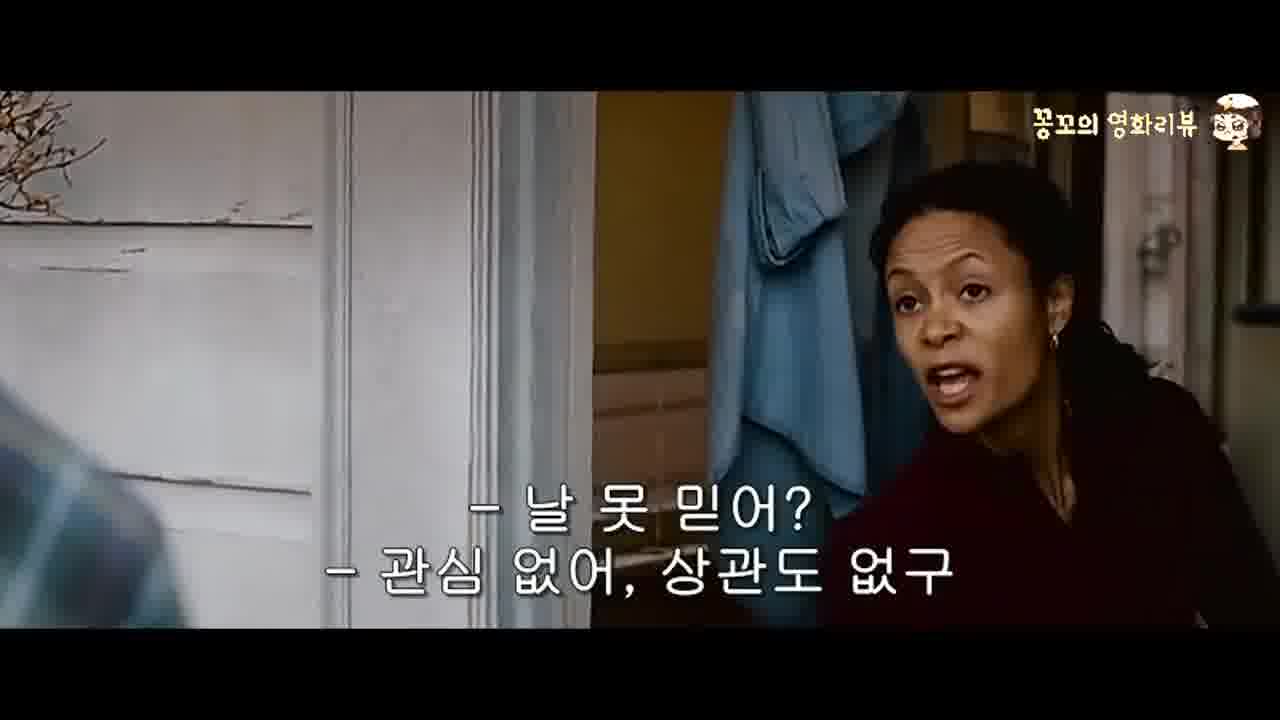 꽁꼬의 영화리뷰
- 날 못 믿어?
- 관심 없어, 상관도 없구